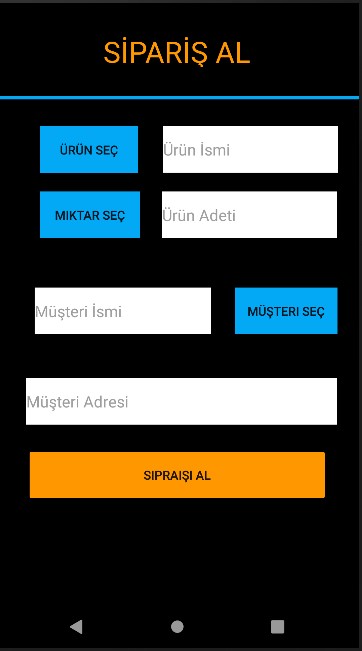 SİPARİŞ AL
ÜRÜN SEÇ
Ürün İsmi
MIKTAR SEÇ
Ürün Adeti
Müşteri İsmi
MÜŞTERI SEÇ
Müşteri Adresi
SIPRAIŞI AL